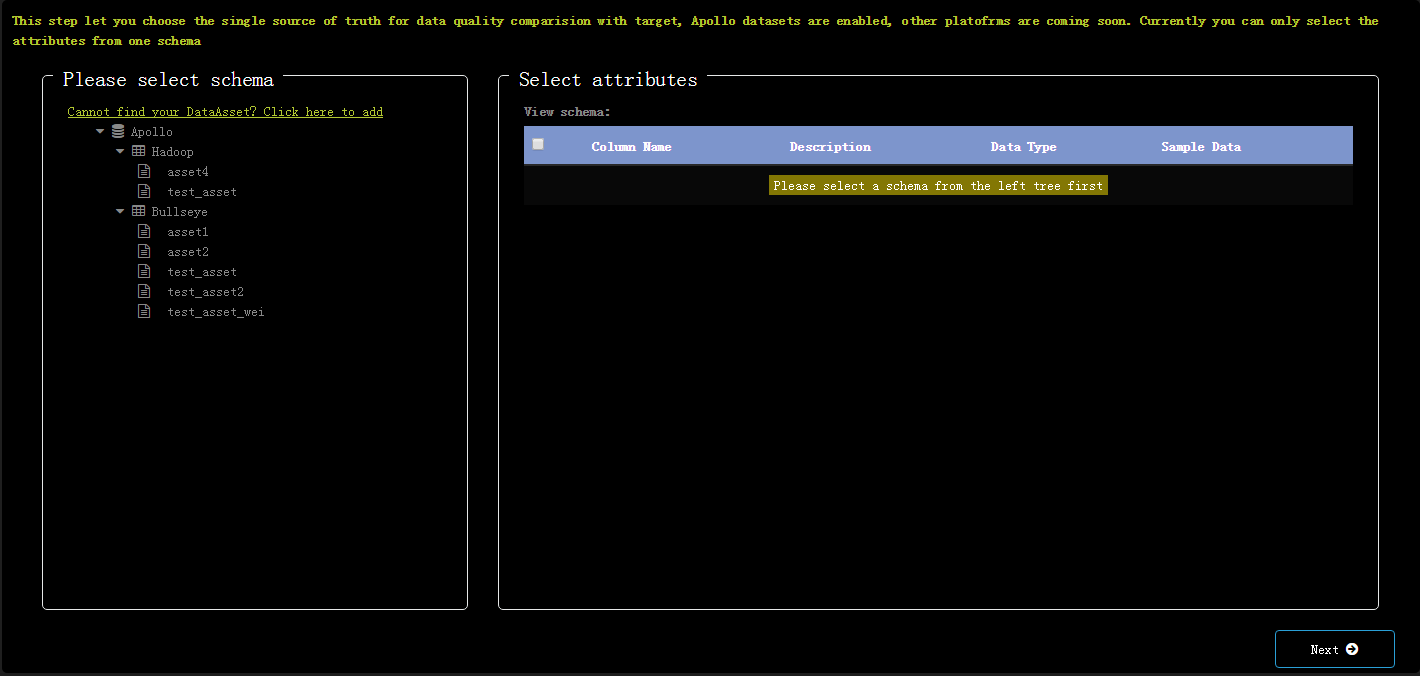 This step let you choose the single source of truth for data quality comparision with target, Apollo datasets are enabled, other platofrms are coming soon. Currently you can only select the
attributes from one schema
Please select schema
Cannot find your DataAsset? Click here to add
Apollo
Hadoop
asset4
test_asset
Bullseye
asset1
asset2
test_asset
test_asset2
test_asset_wei
Select attributes
View schema:
Column Name Description Data Type Sample Data
Please select a schema from the left tree first
Next